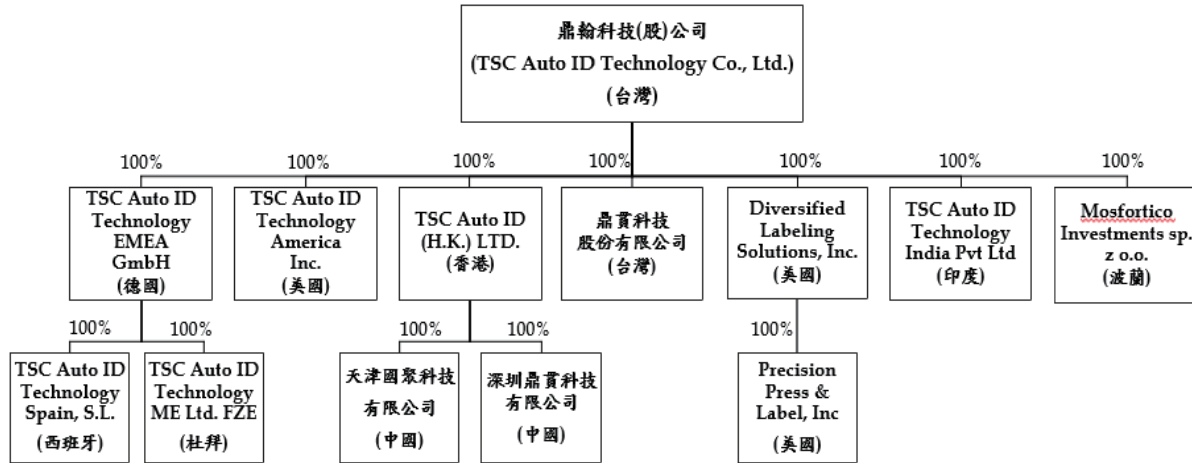 鼎翰科技(股)公司
(TSC Auto ID Technology Co., Ltd.)
(台灣)
100%
100%
100%
100%
100%
100%
100%
TSC Auto ID
Technology
EMEA
GmbH
(德國)
TSC Auto ID
Technology
America
Inc.
(美國)
TSC Auto ID
(H.K.) LTD.
(香港)
鼎貫科技
股份有限公司
(台灣)
Diversified
Labeling
Solutions, Inc.
(美國)
TSC Auto ID
Technology
India Pvt Ltd
(印度)
Mosfortico
Investments sp.
z o.o.
(波蘭)
100%
100%
100%
100%
100%
TSC Auto ID
Technology
Spain, S.L.
(西班牙)
TSC Auto ID
Technology
ME Ltd. FZE
(杜拜)
天津國聚科技
有限公司
(中國)
深圳鼎貫科技
有限公司
(中國)
Precision
Press &
Label, Inc
(美國)